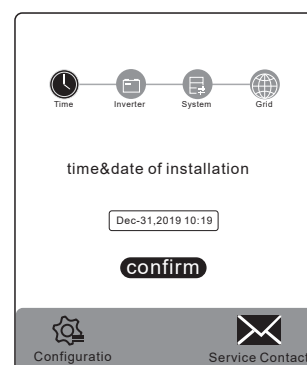 Time Inverter System Grid
time&date of installation
Dec-31,2019 10:19
confirm
Configuratio Service Contact